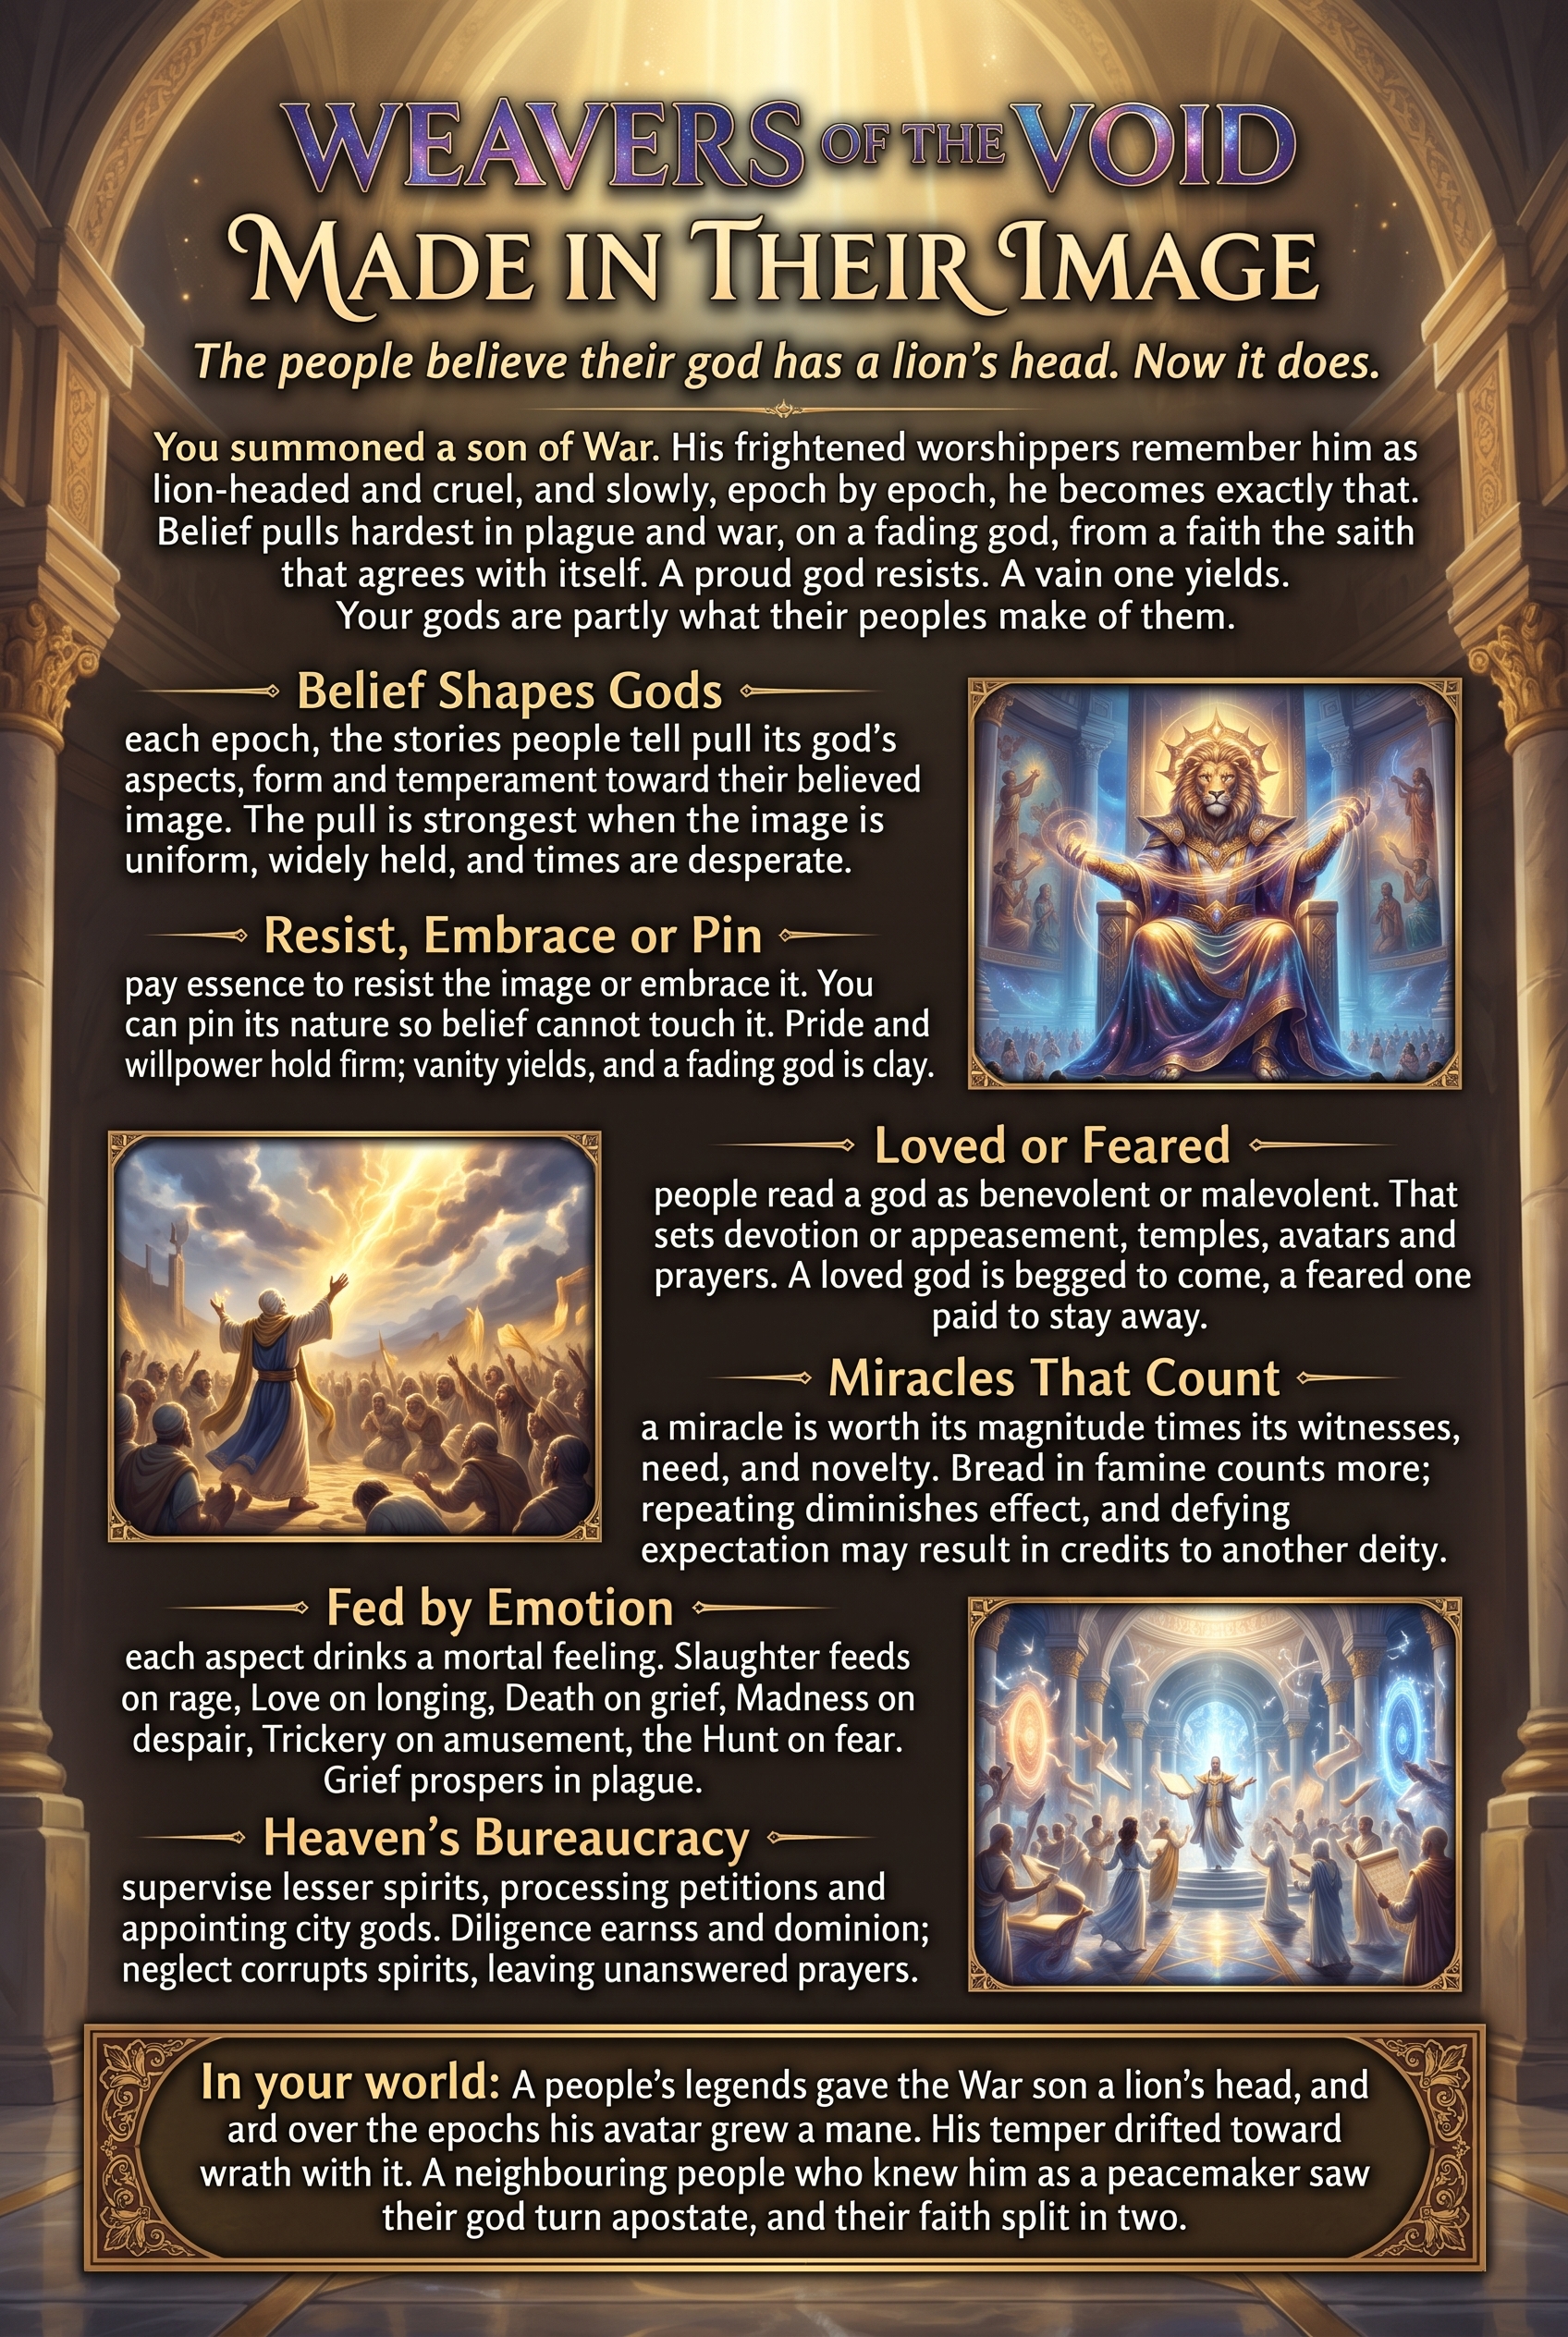 WEAVERS OF THE VOID
MADE IN THEIR IMAGE
The people believe their god has a lion's head. Now it does.
You summoned a son of War. His frightened worshippers remember him as
lion-headed and cruel, and slowly, epoch by epoch, he becomes exactly that.
Belief pulls hardest in plague and war, on a fading god, from a faith the saith
that agrees with itself. A proud god resists. A vain one yields.
Your gods are partly what their peoples make of them.
Belief Shapes Gods
each epoch, the stories people tell pull its god's
aspects, form and temperament toward their believed
image. The pull is strongest when the image is
uniform, widely held, and times are desperate.
Resist, Embrace or Pin
pay essence to resist the image or embrace it. You
can pin its nature so belief cannot touch it. Pride and
willpower hold firm; vanity yields, and a fading god is clay.
Loved or Feared
people read a god as benevolent or malevolent. That
sets devotion or appeasement, temples, avatars and
prayers. A loved god is begged to come, a feared one
paid to stay away.
Miracles That Count
a miracle is worth its magnitude times its witnesses,
need, and novelty. Bread in famine counts more;
repeating diminishes effect, and defying
expectation may result in credits to another deity.
Fed by Emotion
each aspect drinks a mortal feeling. Slaughter feeds
on rage, Love on longing, Death on grief, Madness on
despair, Trickery on amusement, the Hunt on fear.
Grief prospers in plague.
Heaven's Bureaucracy
supervise lesser spirits, processing petitions and
appointing city gods. Diligence earnss and dominion;
neglect corrupts spirits, leaving unanswered prayers.
In your world: A people's legends gave the War son a lion's head, and
ard over the epochs his avatar grew a mane. His temper drifted toward
wrath with it. A neighbouring people who knew him as a peacemaker saw
their god turn apostate, and their faith split in two.